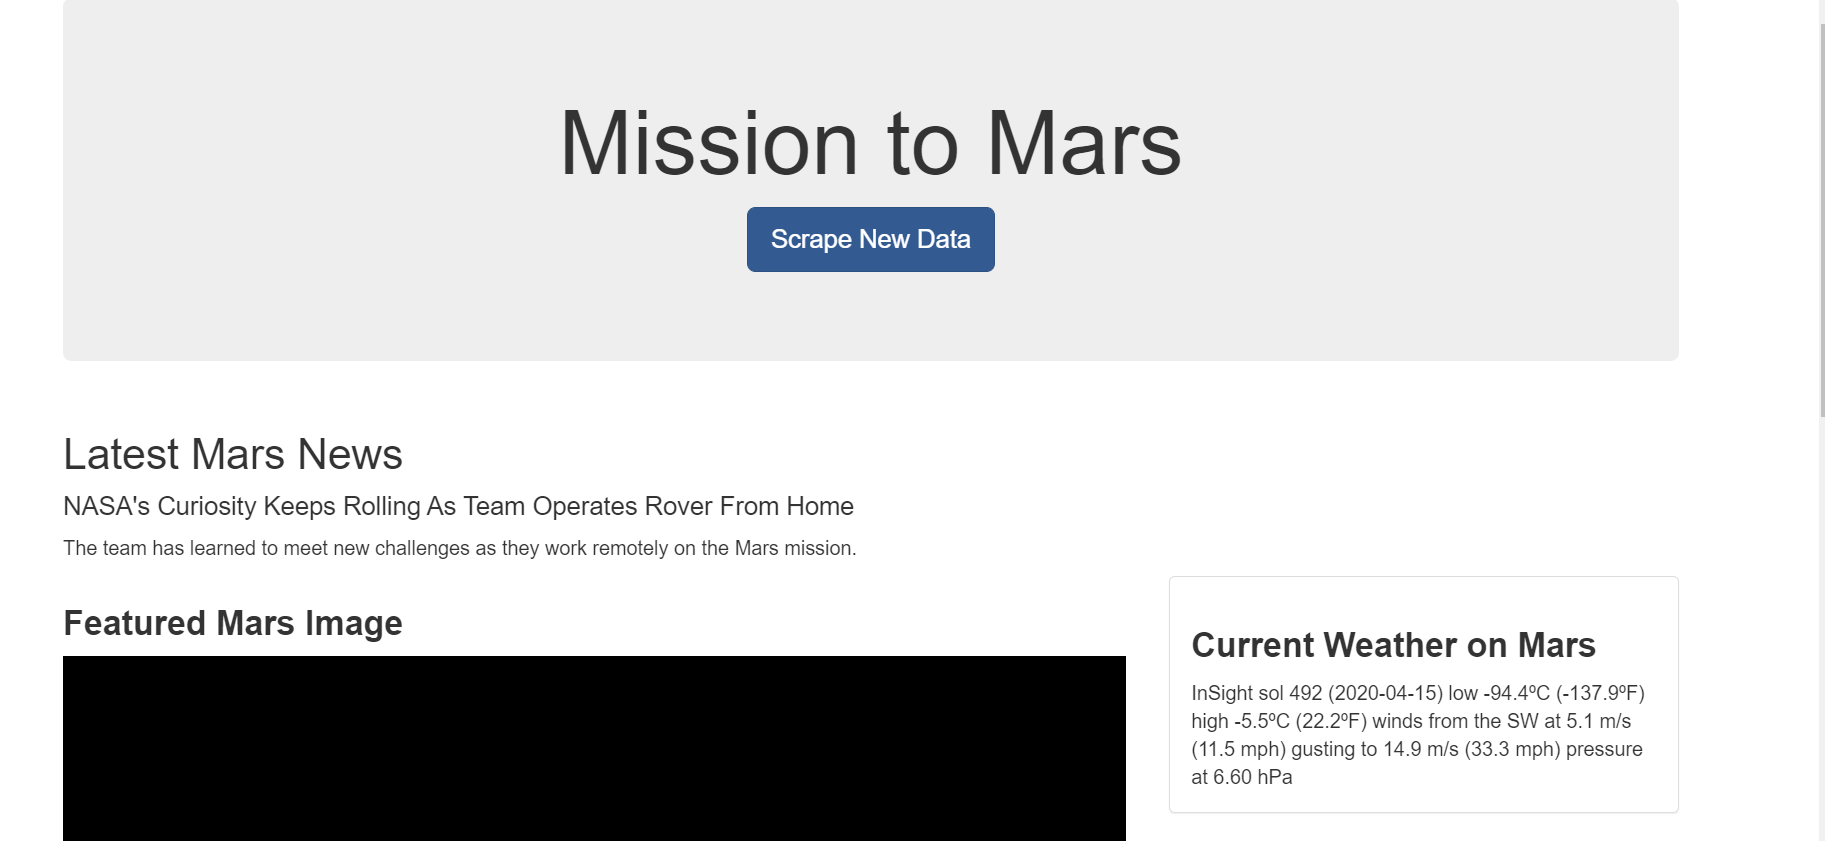 Mission to Mars
Scrape New Data
Latest Mars News
NASA's Curiosity Keeps Rolling As Team Operates Rover From Home
The team has learned to meet new challenges as they work remotely on the Mars mission.
Featured Mars Image
Current Weather on Mars
InSight sol 492 (2020-04-15) low -94.4ºC (-137.9ºF)
high -5.5ºC (22.2ºF) winds from the SW at 5.1 m/s
(11.5 mph) gusting to 14.9 m/s (33.3 mph) pressure
at 6.60 hPa